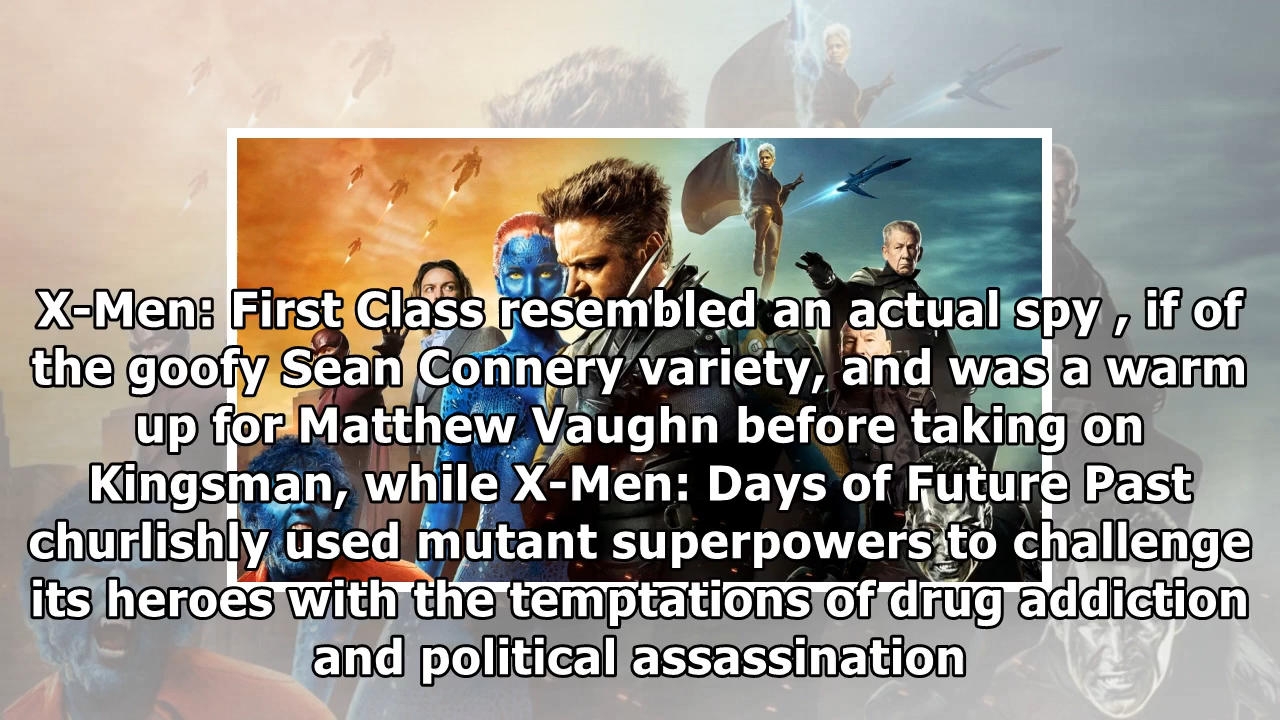 X-Men: First Class resembled an actual spy , if of
the goofy Sean Connery variety, and was a warm
up for Matthew Vaughn before taking on
Kingsman, while X-Men: Days of Future Past
churlishly used mutant superpowers to challenge
its heroes with the temptations of drug addiction
and political assassination